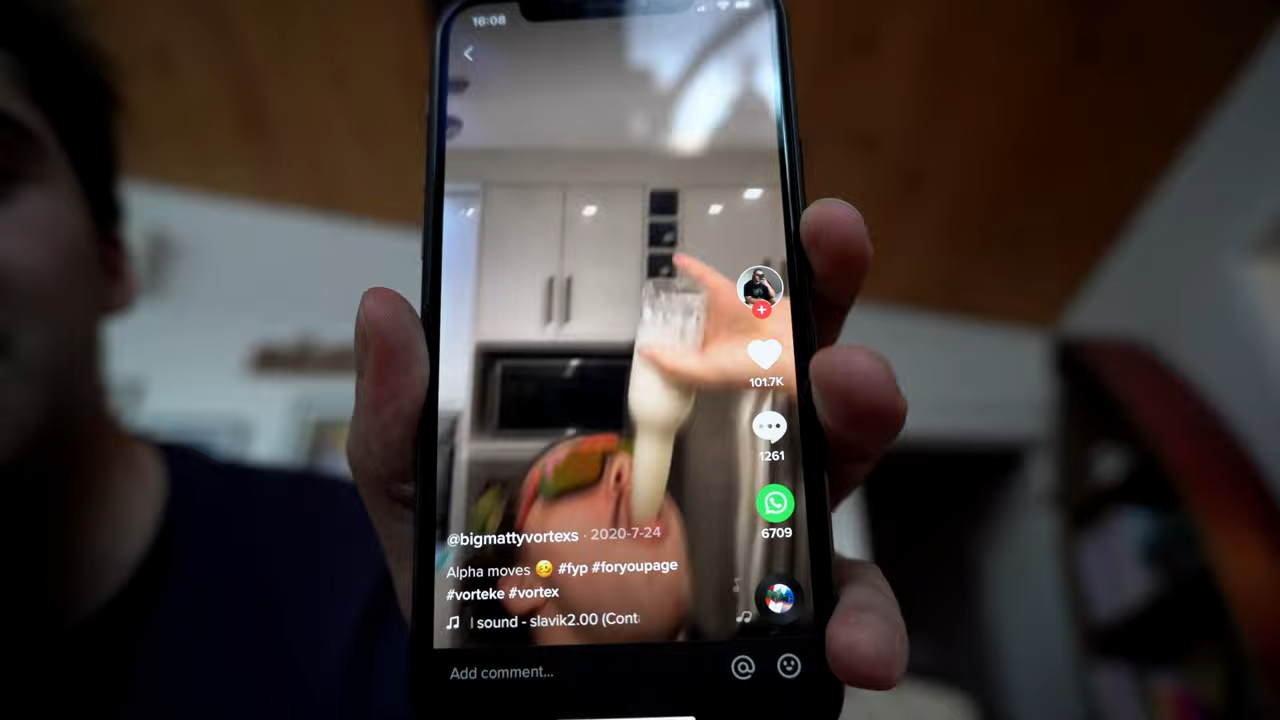 16:08
101.7K
1261
6709
@bigmattyvortexs · 2020-7-24
Alpha moves 🥴 #fyp #foryoupage
#vorteke #vortex
l sound - slavik2.00 (Cont
Add comment...